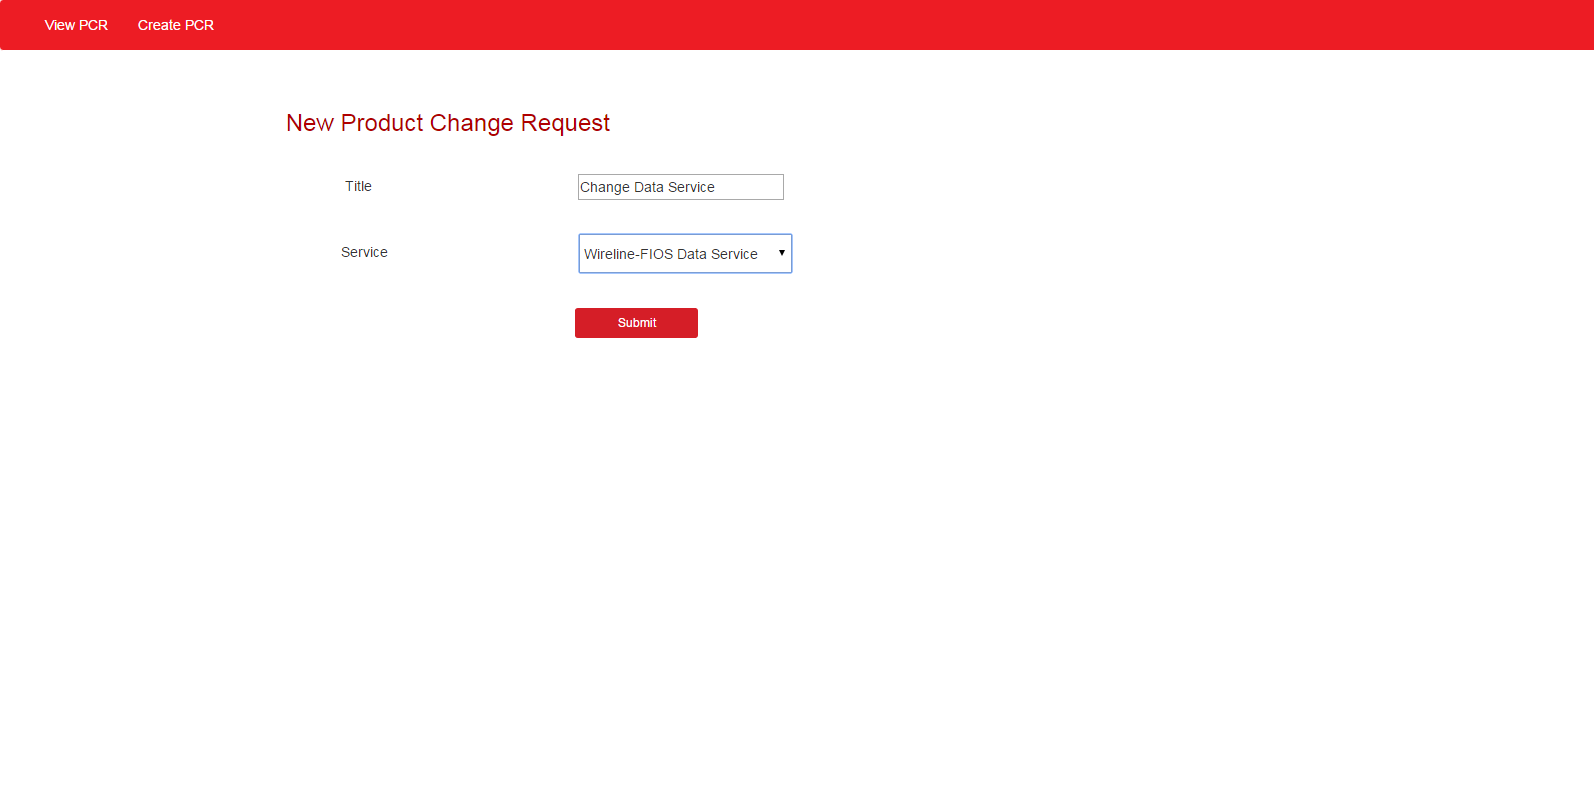 View PCR Create PCR
New Product Change Request
Title Change Data Service
Service Wireline-FIOS Data Service
Submit